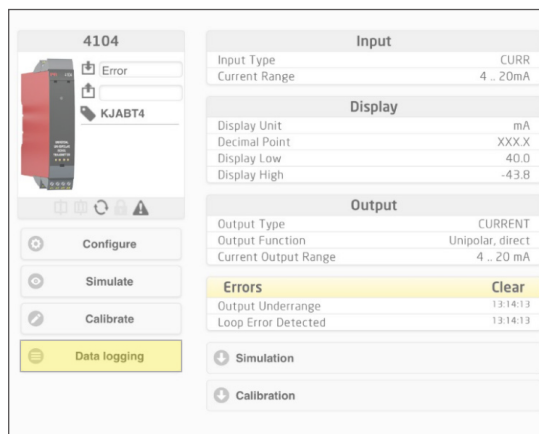 4104
Error
KJABT4
Configure
Simulate
Calibrate
Data logging
Input
Input Type CURR
Current Range 4 .. 20mA
Display
Display Unit mA
Decimal Point XXX.X
Display Low 40.0
Display High -43.8
Output
Output Type CURRENT
Output Function Unipolar, direct
Current Output Range 4 .. 20 mA
Errors Clear
Output Underrange 13:14:13
Loop Error Detected 13:14:13
Simulation
Calibration